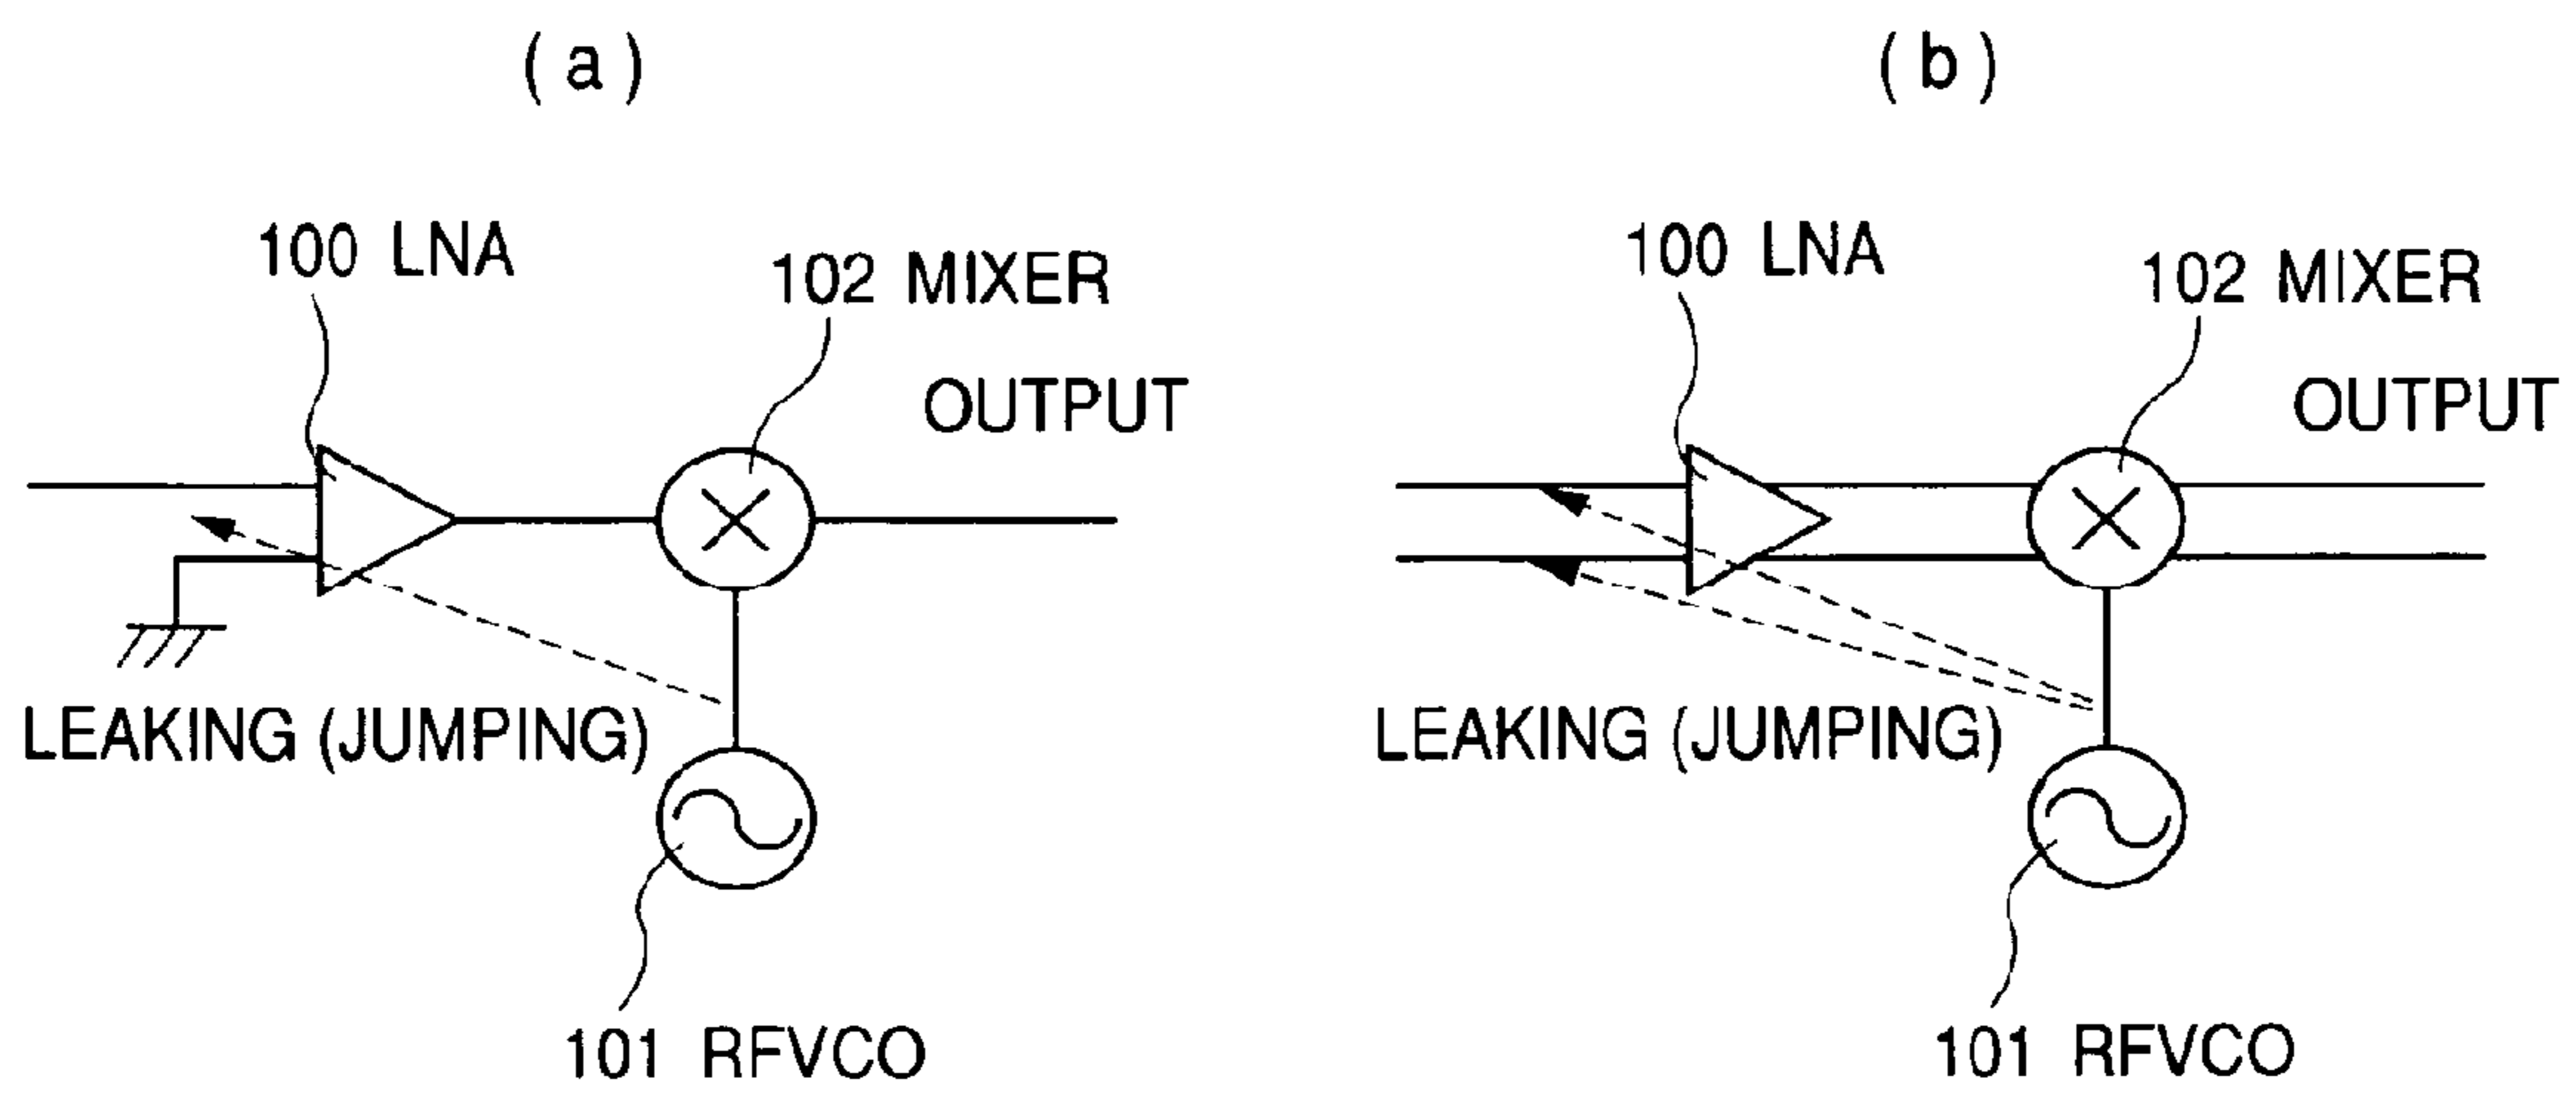 (a)
100 LNA
102 MIXER
OUTPUT
LEAKING (JUMPING)
101 RFVCO
(b)
100 LNA
102 MIXER
OUTPUT
LEAKING (JUMPING)
101 RFVCO